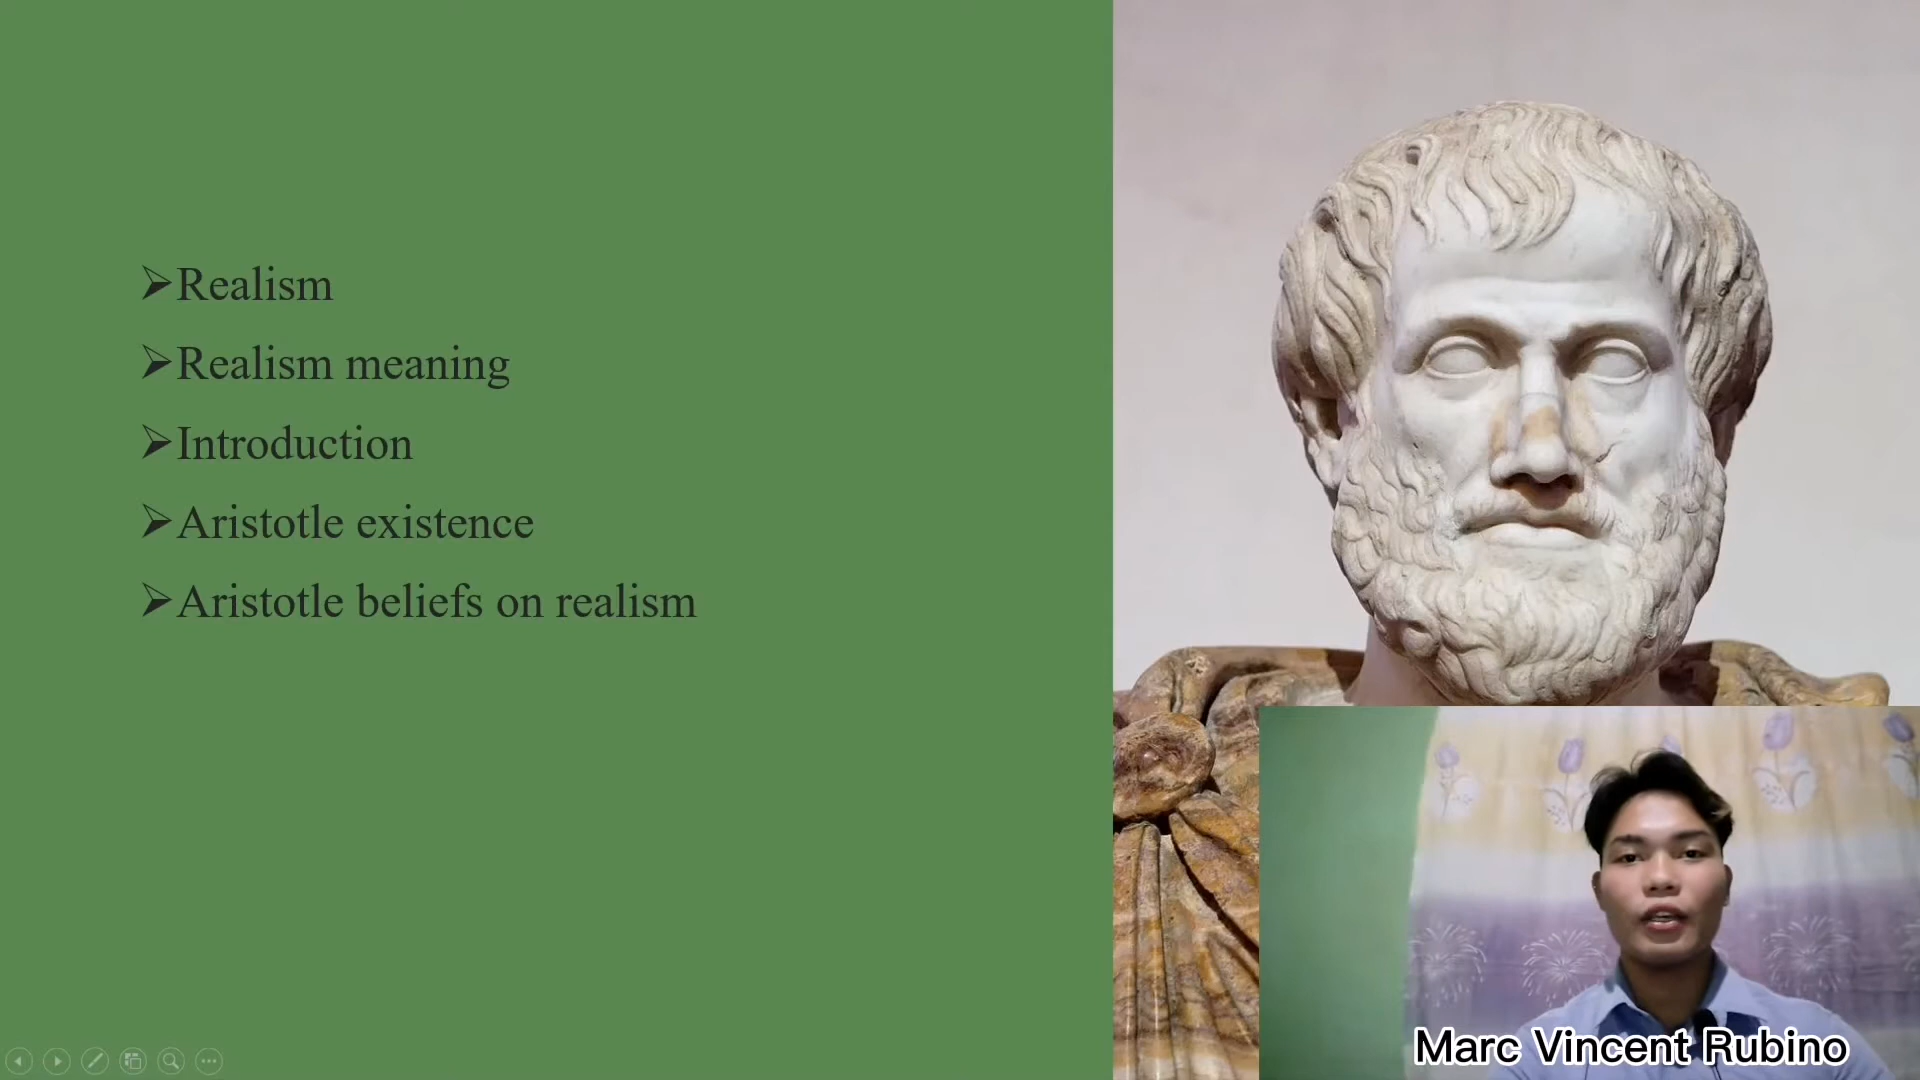 ➢Realism
➢Realism meaning
➢Introduction
➢Aristotle existence
➢Aristotle beliefs on realism
Marc Vincent Rubino